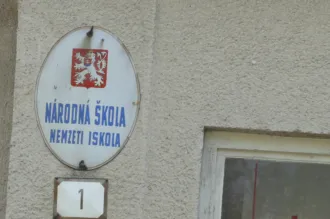 NÁRODNÁ ŠKOLA
NEMZETI ISKOLA
1